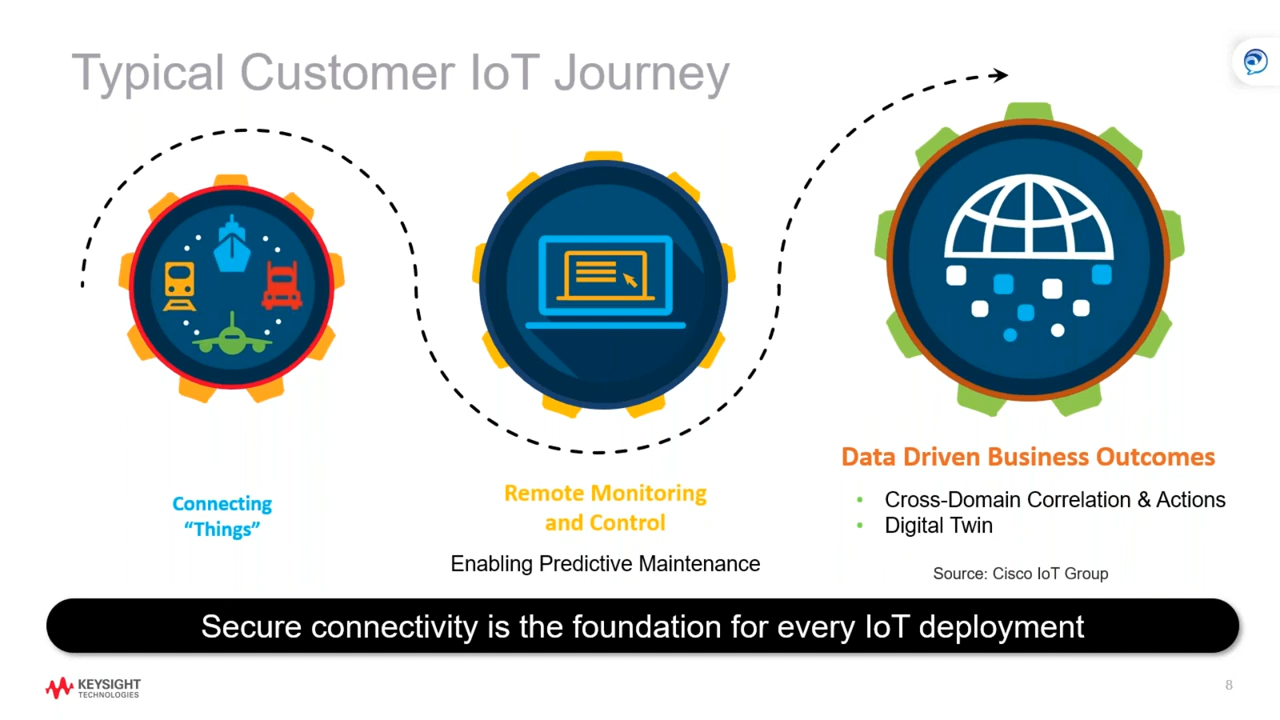 Typical Customer IoT Journey
Connecting
“Things”
Remote Monitoring
and Control
Enabling Predictive Maintenance
Data Driven Business Outcomes
• Cross-Domain Correlation & Actions
• Digital Twin
Source: Cisco IoT Group
Secure connectivity is the foundation for every IoT deployment
KEYSIGHT
TECHNOLOGIES
8